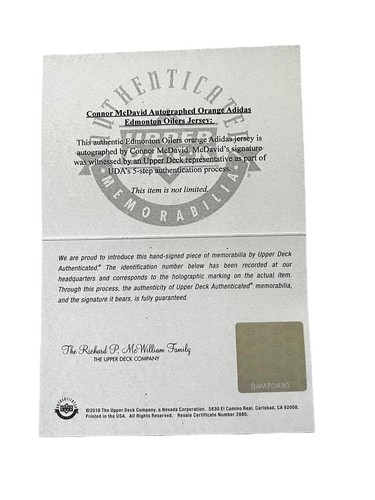 AUTHENTICATED
UPPER DECK
MEMORABILIA
Connor McDavid Autographed Orange Adidas
Edmonton Oilers Jersey:
This authentic Edmonton Oilers orange Adidas jersey is
autographed by Connor McDavid. McDavid's signature
was witnessed by an Upper Deck representative as part of
UDA's 5-step authentication process.
This item is not limited.
We are proud to introduce this hand-signed piece of memorabilia by Upper Deck
Authenticated.® The identification number below has been recorded at our
headquarters and corresponds to the holographic marking on the actual item.
Through this process, the authenticity of Upper Deck Authenticated® memorabilia,
and the signature it bears, is fully guaranteed.
The Richard P. McWilliam Family
THE UPPER DECK COMPANY
©2018 The Upper Deck Company, a Nevada Corporation. 5830 El Camino Real, Carlsbad, CA 92008.
Printed in the USA. All Rights Reserved. Resale Certificate Number 2880.